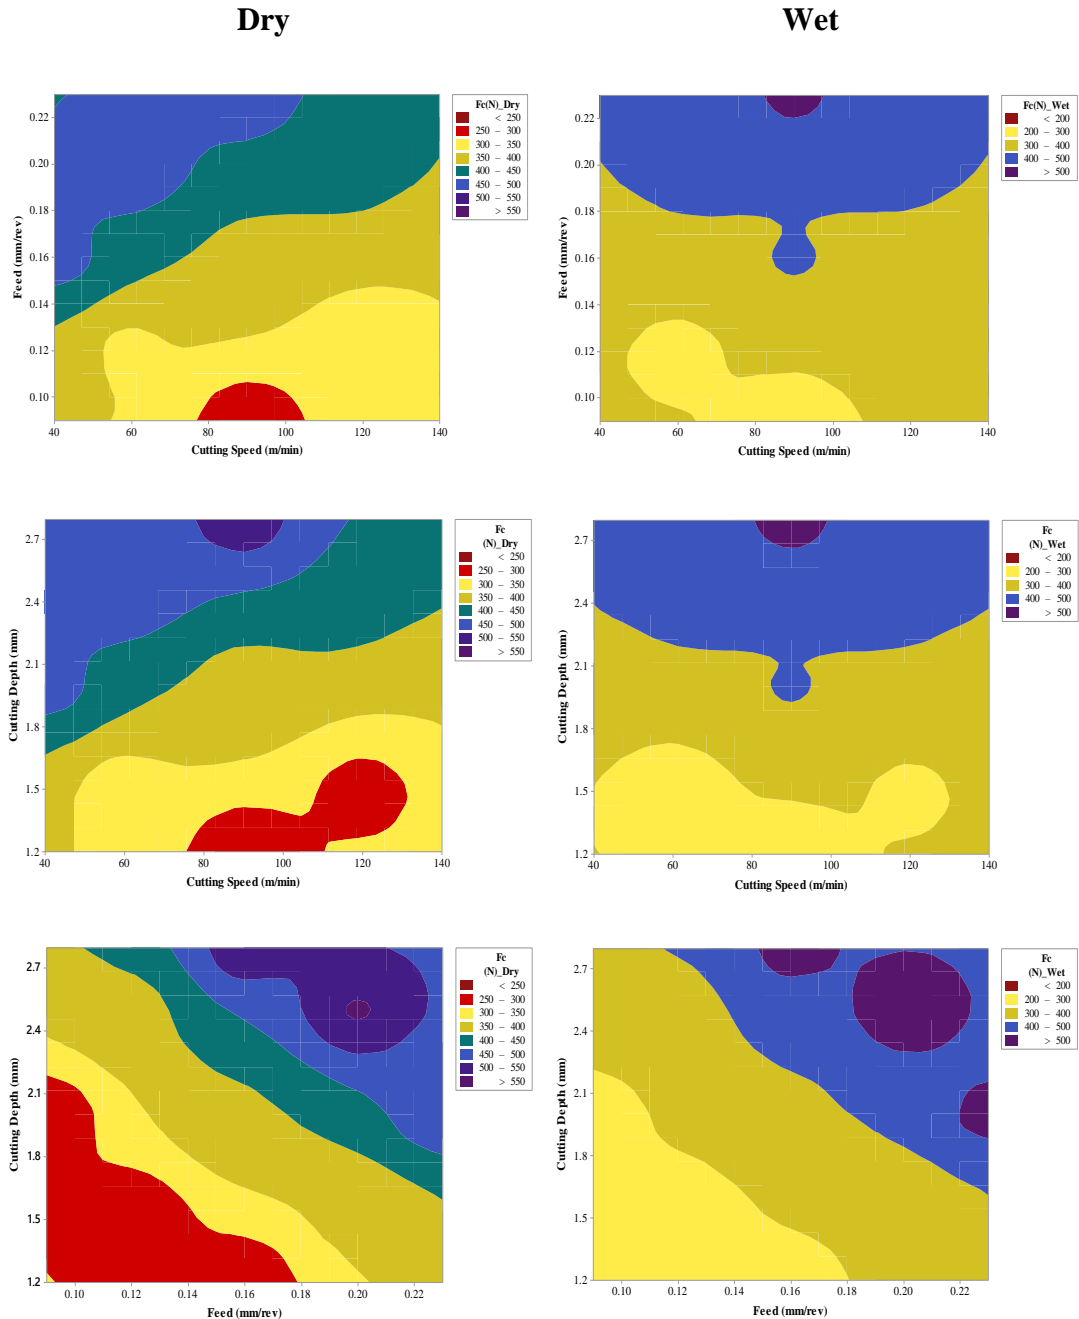 Dry
Wet
Fc(N)_Dry
< 250
250 – 300
300 – 350
350 – 400
400 – 450
450 – 500
500 – 550
> 550
0.22
0.20
0.18
0.16
0.14
0.12
0.10
Feed (mm/rev)
40 60 80 100 120 140
Cutting Speed (m/min)
Fc(N)_Wet
< 200
200 – 300
300 – 400
400 – 500
> 500
0.22
0.20
0.18
0.16
0.14
0.12
0.10
Feed (mm/rev)
40 60 80 100 120 140
Cutting Speed (m/min)
Fc
(N)_Dry
< 250
250 – 300
300 – 350
350 – 400
400 – 450
450 – 500
500 – 550
> 550
2.7
2.4
2.1
1.8
1.5
1.2
Cutting Depth (mm)
40 60 80 100 120 140
Cutting Speed (m/min)
Fc
(N)_Wet
< 200
200 – 300
300 – 400
400 – 500
> 500
2.7
2.4
2.1
1.8
1.5
1.2
Cutting Depth (mm)
40 60 80 100 120 140
Cutting Speed (m/min)
Fc
(N)_Dry
< 250
250 – 300
300 – 350
350 – 400
400 – 450
450 – 500
500 – 550
> 550
2.7
2.4
2.1
1.8
1.5
1.2
Cutting Depth (mm)
0.10 0.12 0.14 0.16 0.18 0.20 0.22
Feed (mm/rev)
Fc
(N)_Wet
< 200
200 – 300
300 – 400
400 – 500
> 500
2.7
2.4
2.1
1.8
1.5
1.2
Cutting Depth (mm)
0.10 0.12 0.14 0.16 0.18 0.20 0.22
Feed (mm/rev)